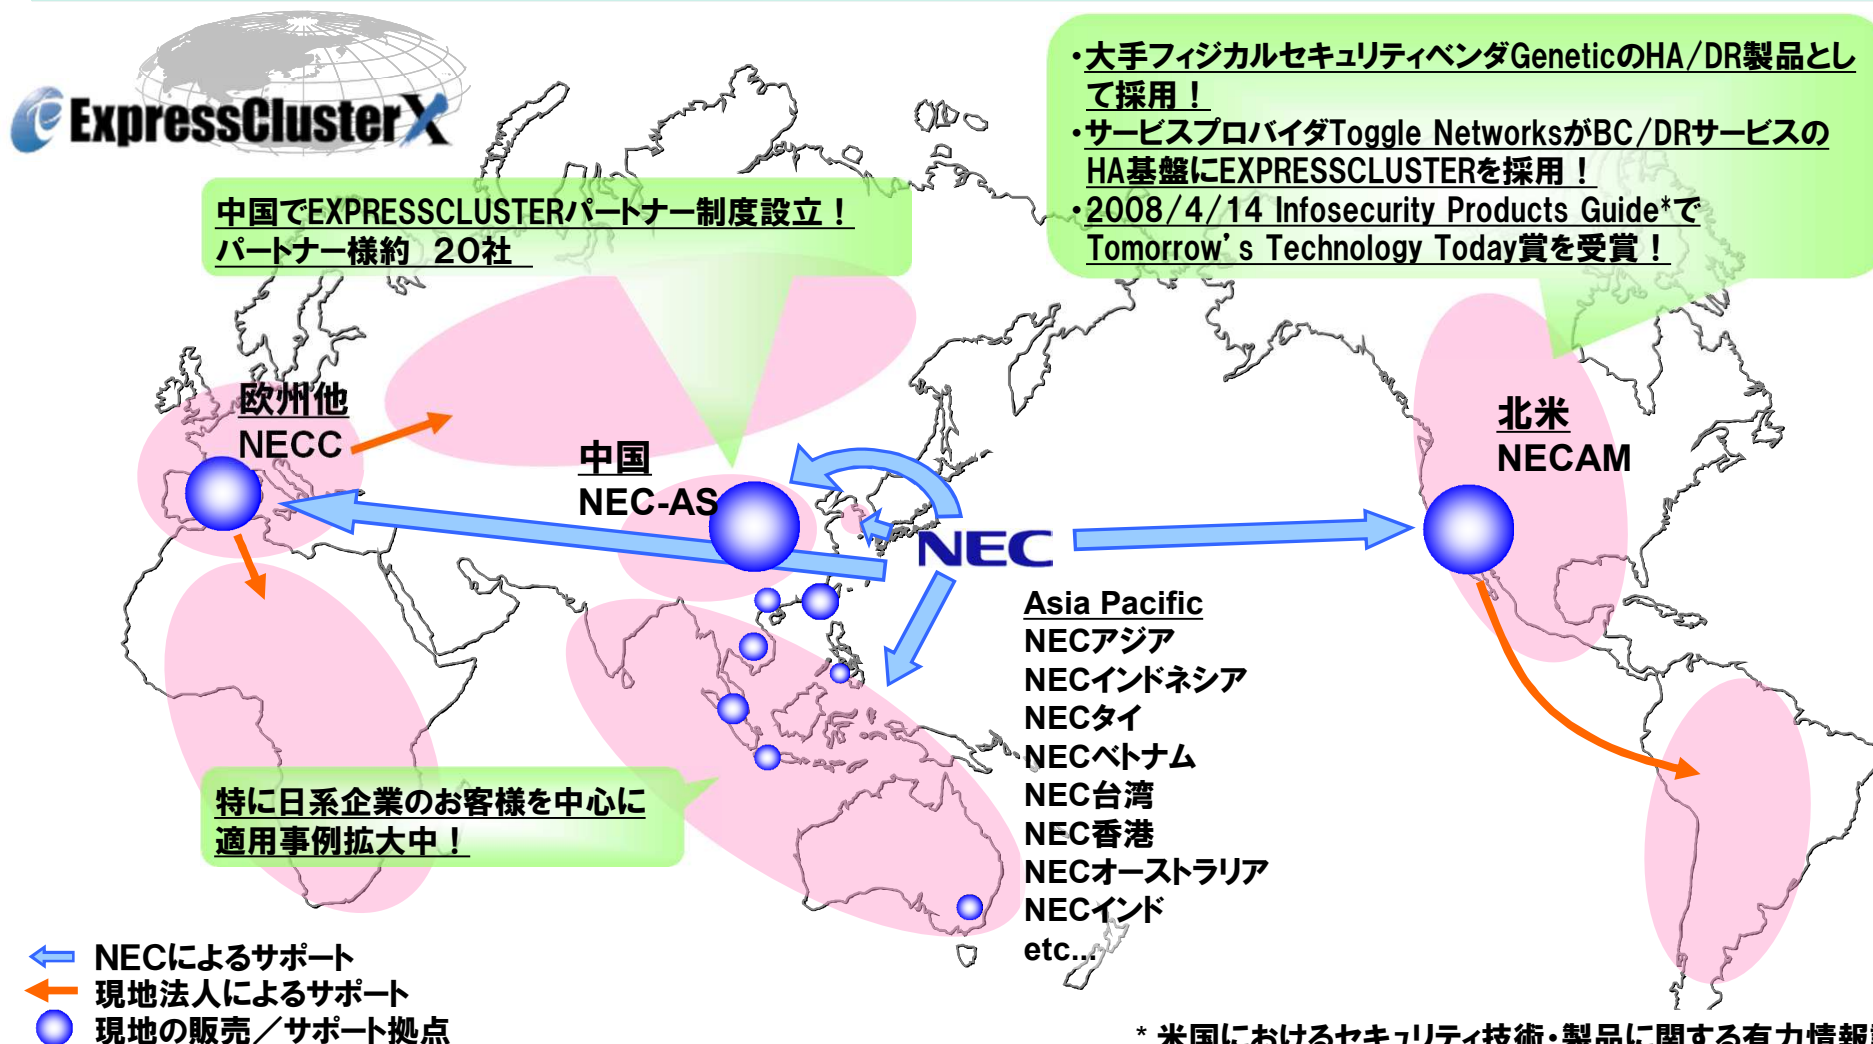 ExpressCluster X
・大手フィジカルセキュリティベンダGeneticのHA/DR製品とし
て採用！
・サービスプロバイダToggle NetworksがBC/DRサービスの
HA基盤にEXPRESSCLUSTERを採用！
・2008/4/14 Infosecurity Products Guide*で
Tomorrow's Technology Today賞を受賞！
中国でEXPRESSCLUSTERパートナー制度設立！
パートナー様約 20社
欧州他
NECC
中国
NEC-AS
NEC
北米
NECAM
Asia Pacific
NECアジア
NECインドネシア
NECタイ
NECベトナム
NEC台湾
NEC香港
NECオーストラリア
NECインド
etc...
特に日系企業のお客様を中心に
適用事例拡大中！
NECによるサポート
現地法人によるサポート
現地の販売／サポート拠点
* 米国におけるセキュリティ技術・製品に関する有力情報